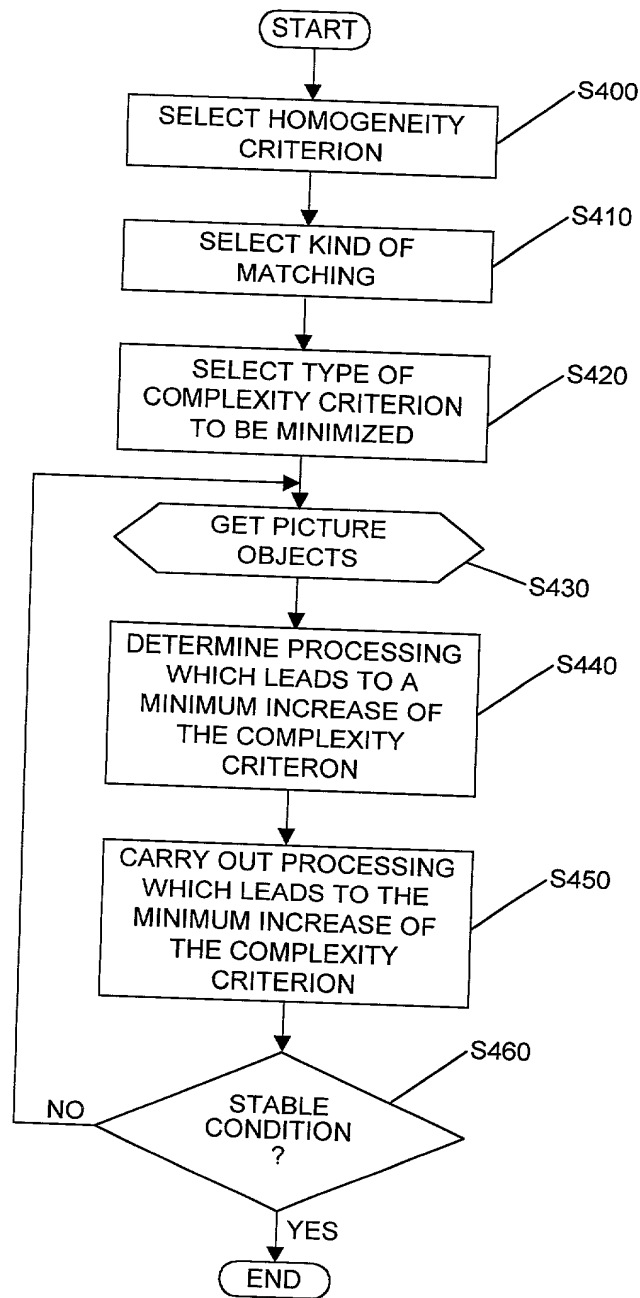 START
S400
SELECT HOMOGENEITY
CRITERION
S410
SELECT KIND OF
MATCHING
S420
SELECT TYPE OF
COMPLEXITY CRITERION
TO BE MINIMIZED
GET PICTURE
OBJECTS
S430
DETERMINE PROCESSING
WHICH LEADS TO A
MINIMUM INCREASE OF
THE COMPLEXITY
CRITERON
S440
CARRY OUT PROCESSING
WHICH LEADS TO THE
MINIMUM INCREASE OF
THE COMPLEXITY
CRITERION
S450
S460
STABLE
CONDITION
?
NO
YES
END